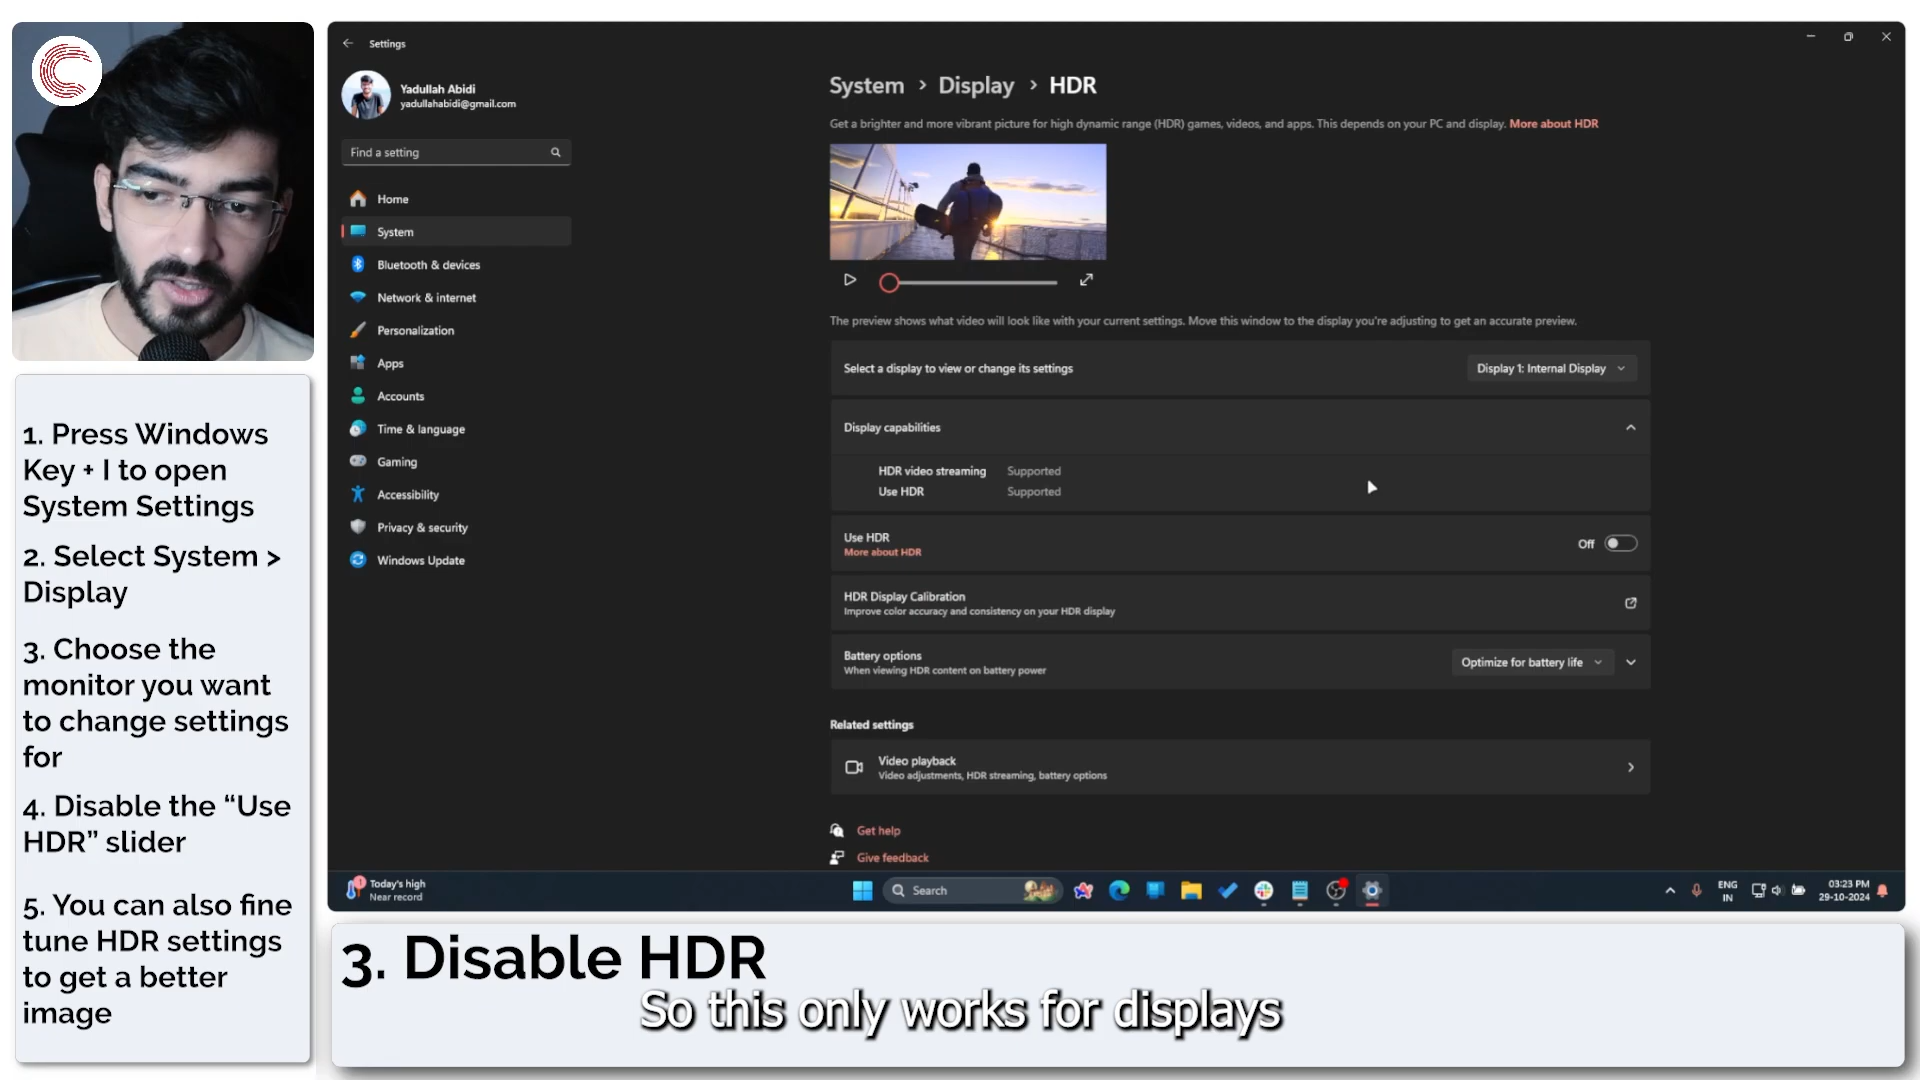 Settings
Yadullah Abidi
yadullahabidi@gmail.com
Find a setting
Home
System
Bluetooth & devices
Network & internet
Personalization
Apps
Accounts
Time & language
Gaming
Accessibility
Privacy & security
Windows Update
System > Display > HDR
Get a brighter and more vibrant picture for high dynamic range (HDR) games, videos, and apps. This depends on your PC and display. More about HDR
The preview shows what video will look like with your current settings. Move this window to the display you're adjusting to get an accurate preview.
Select a display to view or change its settings
Display 1: Internal Display
Display capabilities
HDR video streaming Supported
Use HDR Supported
Use HDR
More about HDR
Off
HDR Display Calibration
Improve color accuracy and consistency on your HDR display
Battery options
When viewing HDR content on battery power
Optimize for battery life
Related settings
Video playback
Video adjustments, HDR streaming, battery options
Get help
Give feedback
1
Today's high
Near record
Search
ENG
IN
03:23 PM
29-10-2024
1. Press Windows
Key + I to open
System Settings
2. Select System >
Display
3. Choose the
monitor you want
to change settings
for
4. Disable the “Use
HDR” slider
5. You can also fine
tune HDR settings
to get a better
image
3. Disable HDR
So this only works for displays